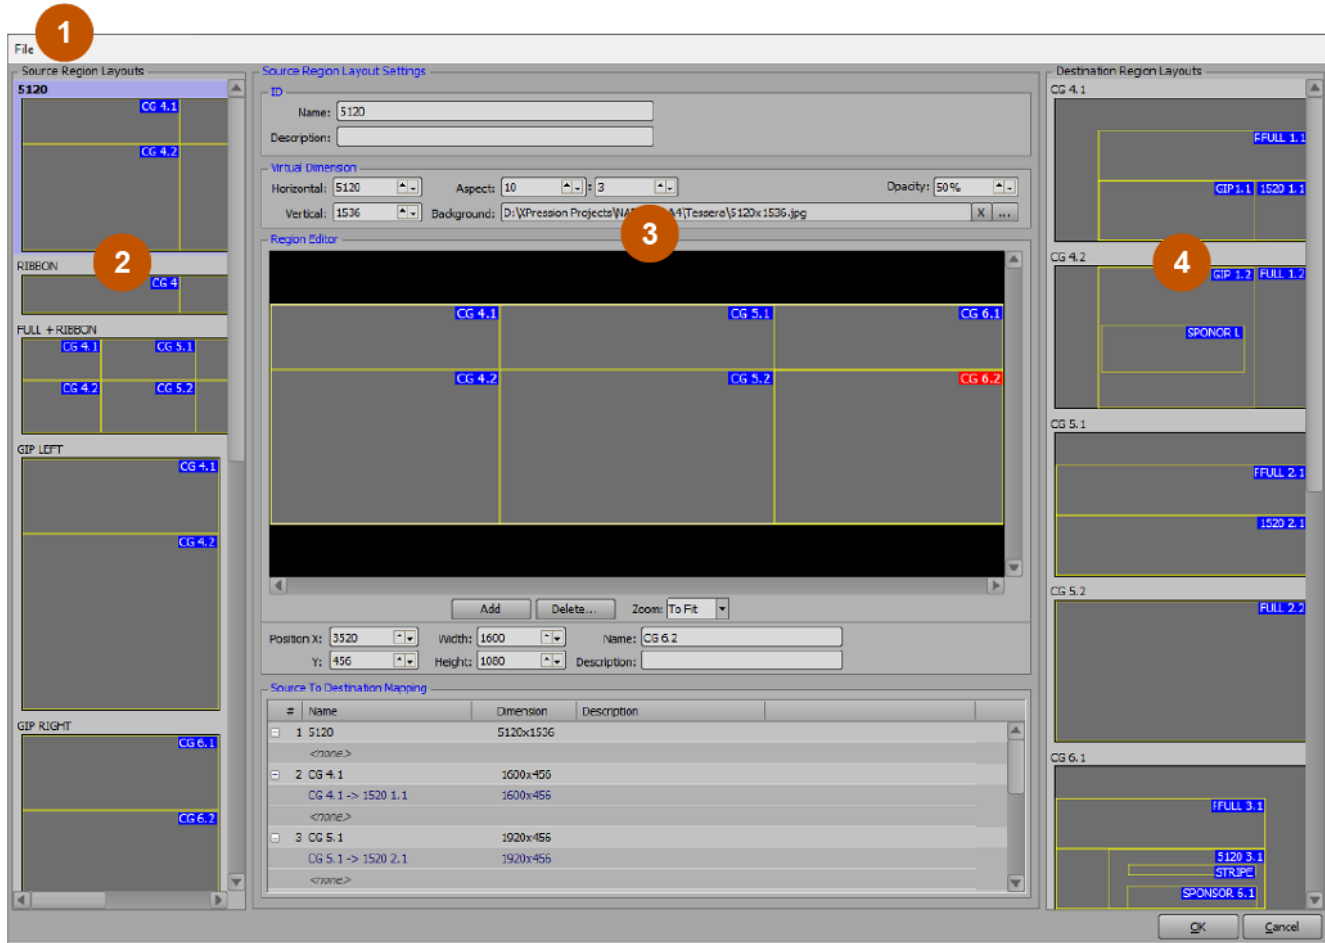 1
File
Source Region Layouts
5120
CG 4.1
CG 4.2
2
RIBBON
CG 4
FULL + RIBBON
CG 4.1 CG 5.1
CG 4.2 CG 5.2
GIP LEFT
CG 4.1
CG 4.2
GIP RIGHT
CG 6.1
CG 6.2
Source Region Layout Settings
ID
Name: 5120
Description:
Virtual Dimension
Horizontal: 5120 Aspect: 10 : 3 Opacity: 50%
Vertical: 1536 Background: D:\XPression Projects\ A4\Tessera\5120x1536.jpg X ...
3
Region Editor
CG 4.1 CG 5.1 CG 6.1
CG 4.2 CG 5.2 CG 6.2
Add Delete... Zoom: To Fit
Position X: 3520 Width: 1600 Name: CG 6.2
Y: 456 Height: 1080 Description:
Source To Destination Mapping
# Name Dimension Description
1 5120 5120x1536
<none>
2 CG 4.1 1600x456
CG 4.1 -> 1520 1.1 1600x456
<none>
3 CG 5.1 1920x456
CG 5.1 -> 1520 2.1 1920x456
<none>
Destination Region Layouts
CG 4.1
FFULL 1.1
GIP1.1 1520 1.1
4
CG 4.2
GIP 1.2 FULL 1.2
SPONOR L
CG 5.1
FFULL 2.1
1520 2.1
CG 5.2
FULL 2.2
CG 6.1
FFULL 3.1
5120 3.1
STRIPE
SPONSOR 6.1
OK Cancel